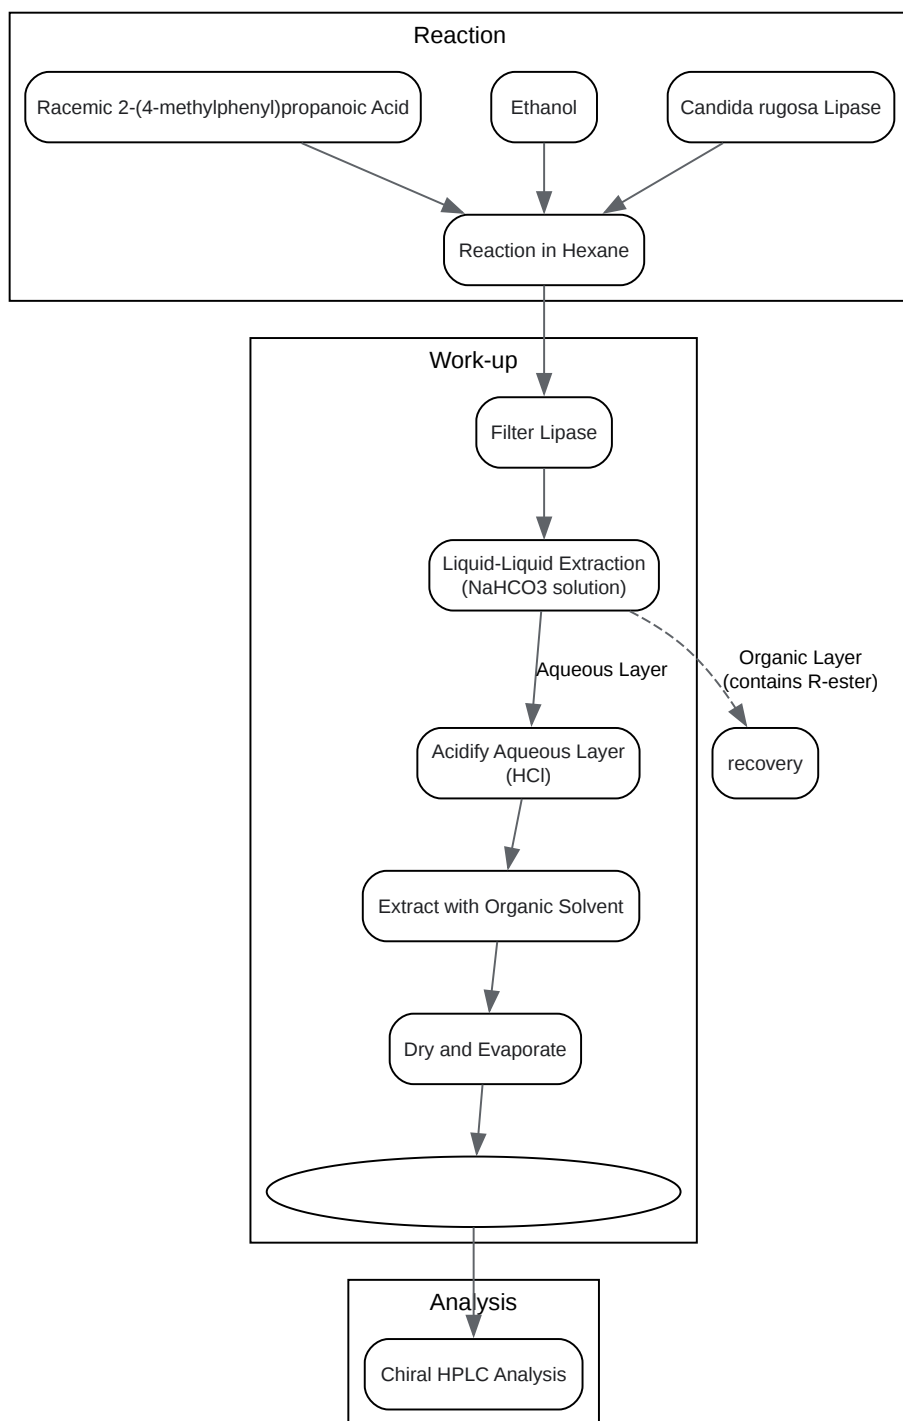 Reaction
Racemic 2-(4-methylphenyl)propanoic Acid
Ethanol
Candida rugosa Lipase
Reaction in Hexane
Work-up
Filter Lipase
Liquid-Liquid Extraction
(NaHCO3 solution)
Aqueous Layer
Organic Layer
(contains R-ester)
Acidify Aqueous Layer
(HCl)
recovery
Extract with Organic Solvent
Dry and Evaporate
Analysis
Chiral HPLC Analysis